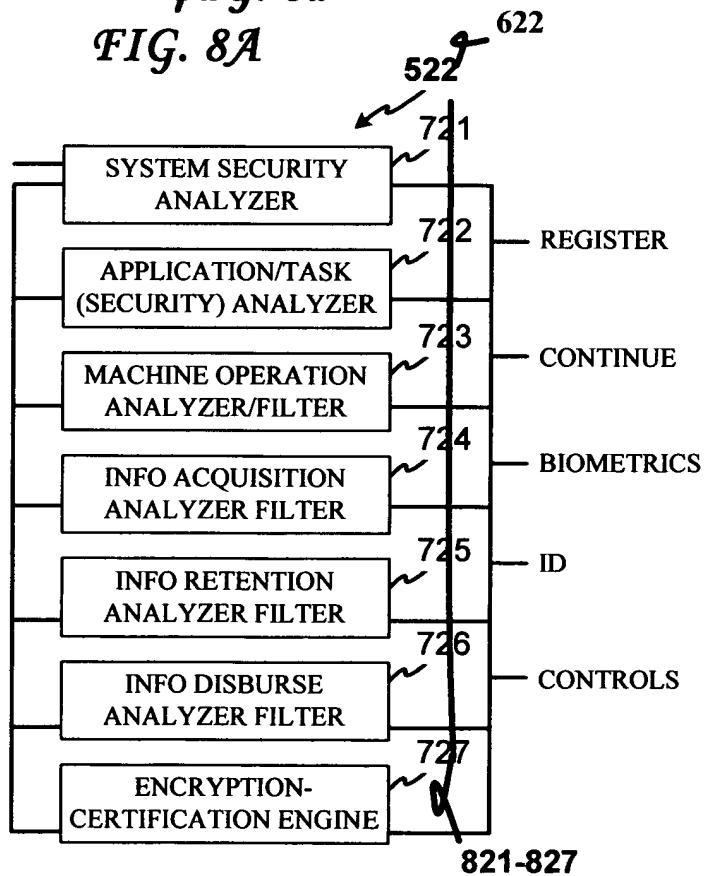 FIG. 8A
622
522
721
SYSTEM SECURITY
ANALYZER
722
REGISTER
APPLICATION/TASK
(SECURITY) ANALYZER
723
CONTINUE
MACHINE OPERATION
ANALYZER/FILTER
724
BIOMETRICS
INFO ACQUISITION
ANALYZER FILTER
725
ID
INFO RETENTION
ANALYZER FILTER
726
CONTROLS
INFO DISBURSE
ANALYZER FILTER
727
ENCRYPTION-
CERTIFICATION ENGINE
821-827